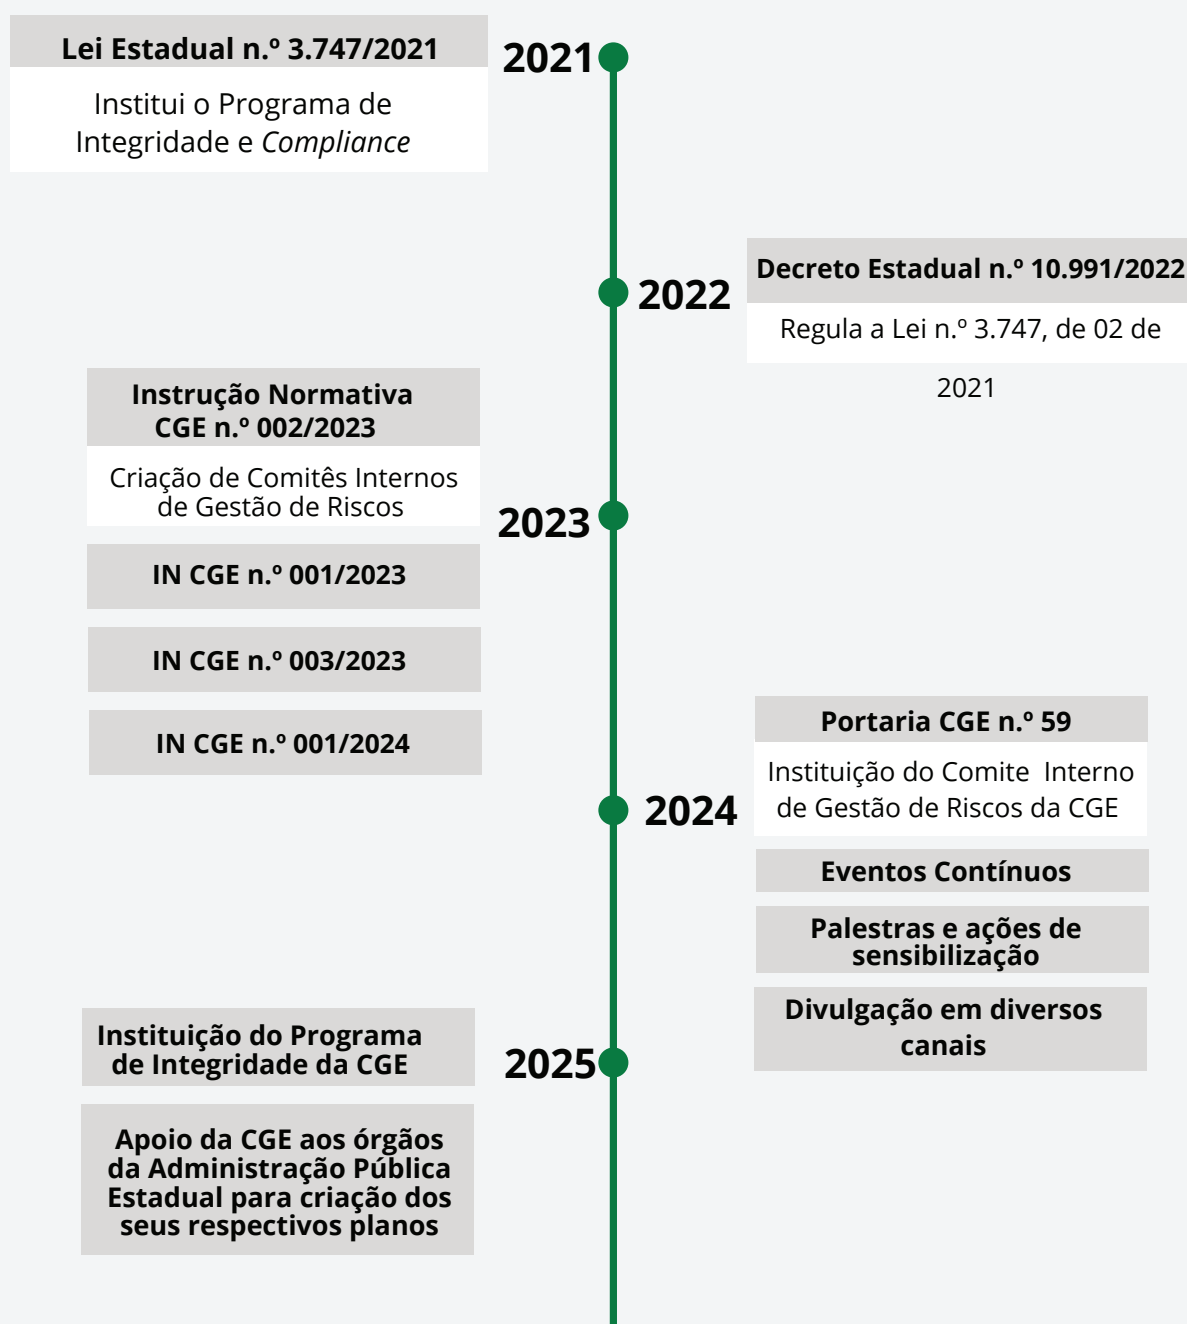 Lei Estadual n.º 3.747/2021
Institui o Programa de
Integridade e Compliance
2021
2022
Decreto Estadual n.º 10.991/2022
Regula a Lei n.º 3.747, de 02 de
2021
Instrução Normativa
CGE n.º 002/2023
Criação de Comitês Internos
de Gestão de Riscos
IN CGE n.º 001/2023
IN CGE n.º 003/2023
IN CGE n.º 001/2024
2023
2024
Portaria CGE n.º 59
Instituição do Comite Interno
de Gestão de Riscos da CGE
Eventos Contínuos
Palestras e ações de
sensibilização
Divulgação em diversos
canais
Instituição do Programa
de Integridade da CGE
Apoio da CGE aos órgãos
da Administração Pública
Estadual para criação dos
seus respectivos planos
2025